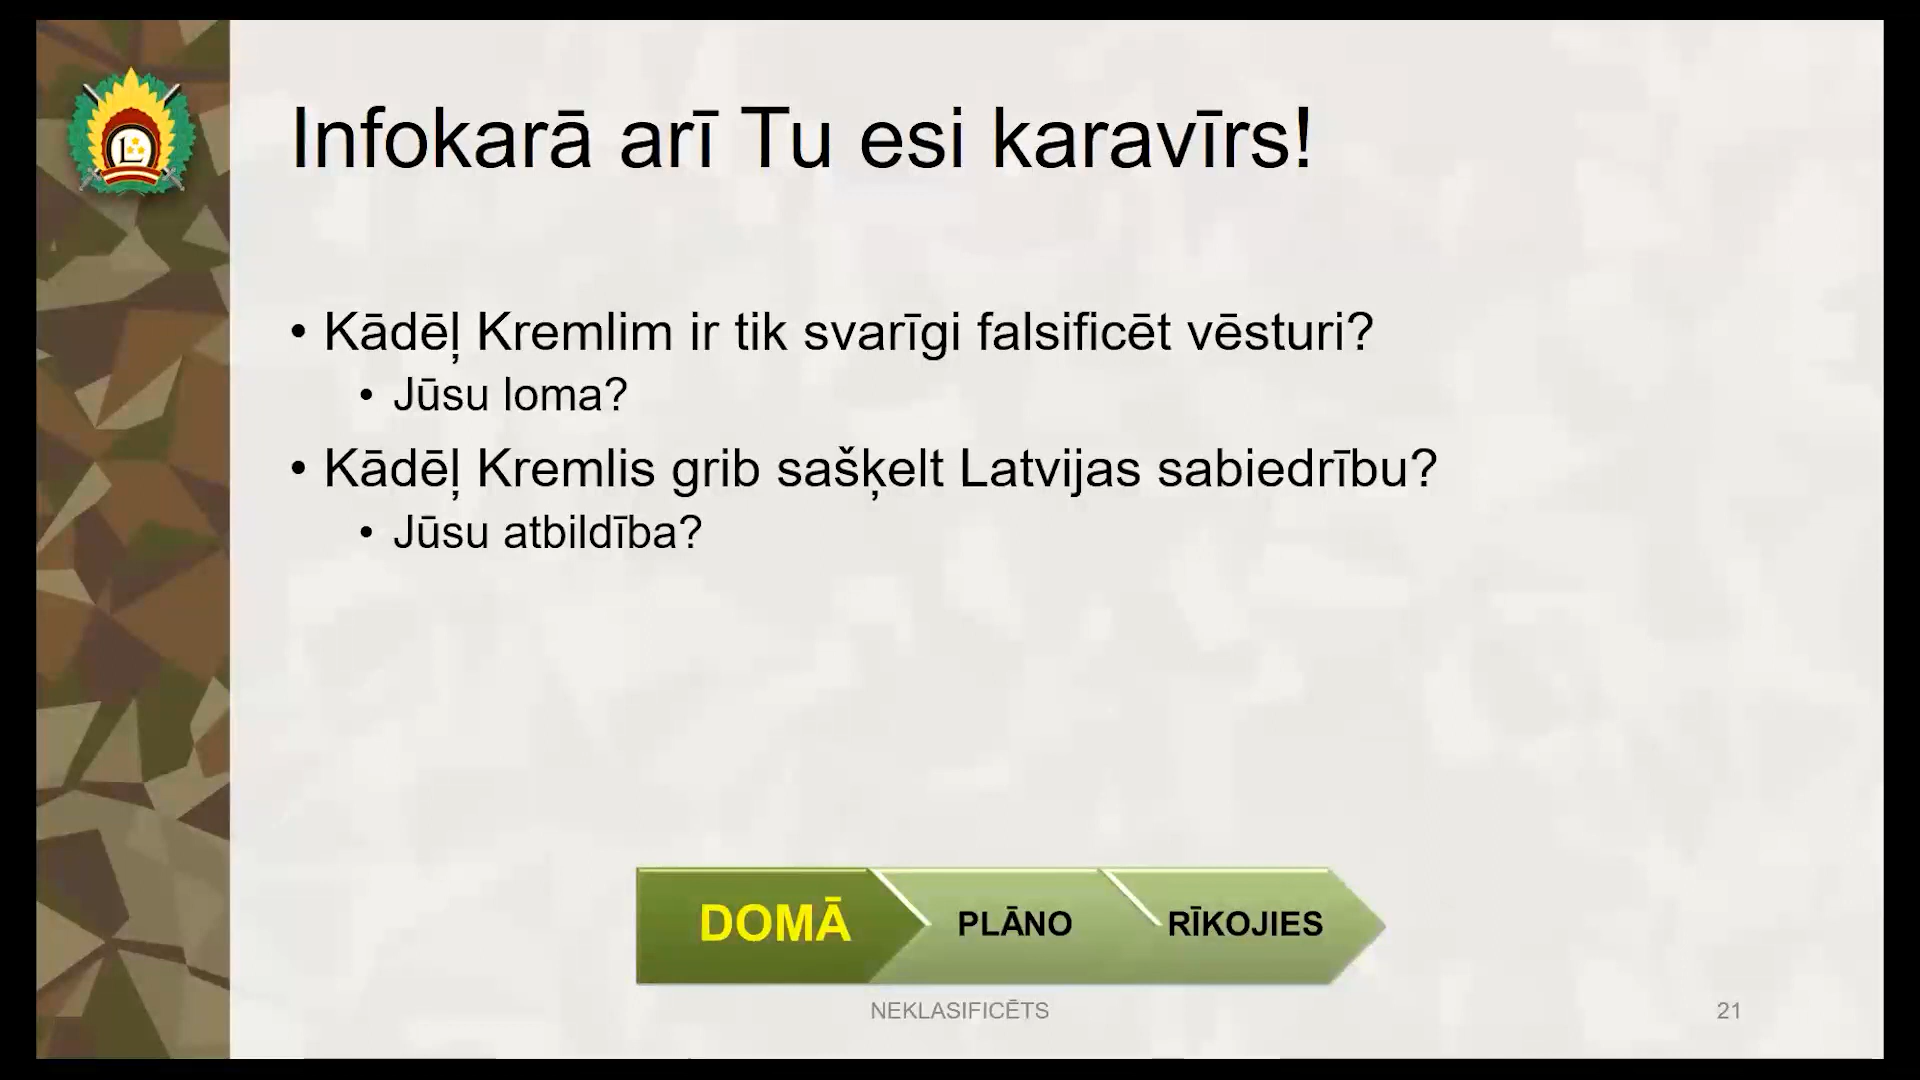 Infokarā arī Tu esi karavīrs!
• Kādēļ Kremlim ir tik svarīgi falsificēt vēsturi?
• Jūsu loma?
• Kādēļ Kremlis grib sašķelt Latvijas sabiedrību?
• Jūsu atbildība?
DOMĀ PLĀNO RĪKOJIES
NEKLASIFICĒTS 21